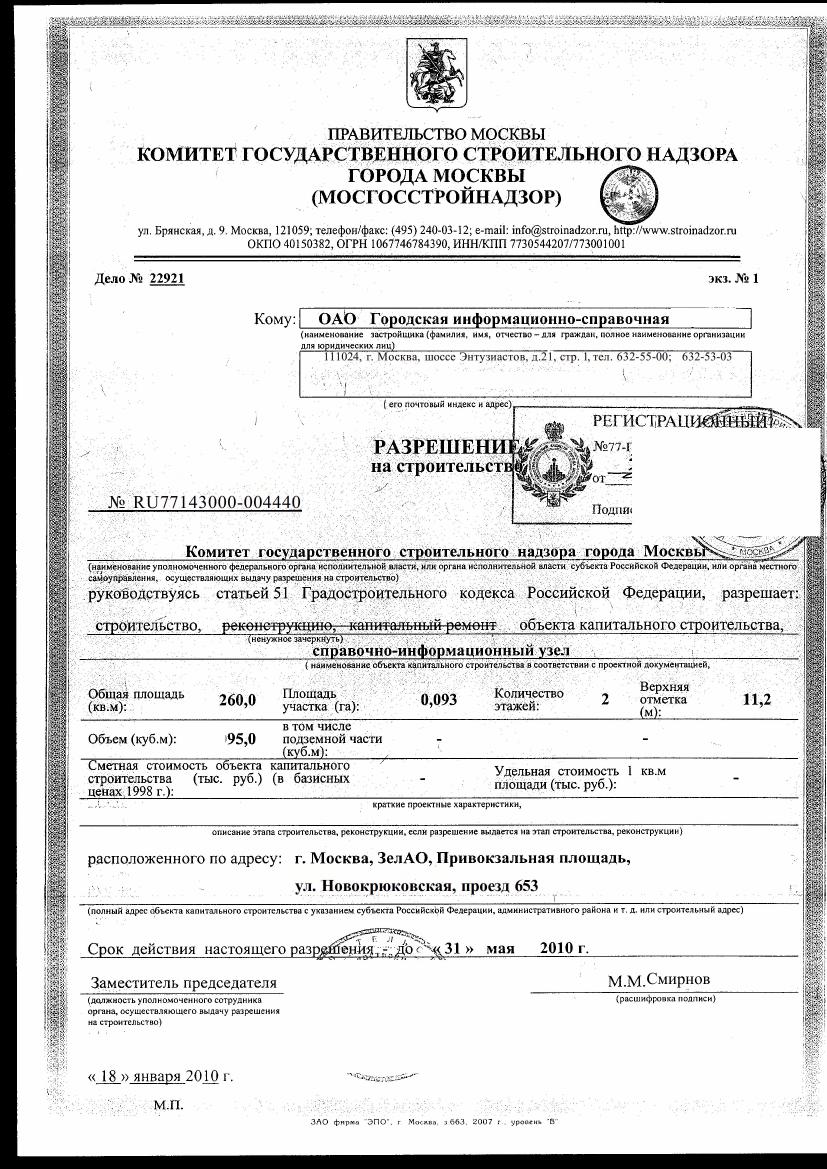 ПРАВИТЕЛЬСТВО МОСКВЫ
КОМИТЕТ ГОСУДАРСТВЕННОГО СТРОИТЕЛЬНОГО НАДЗОРА
ГОРОДА МОСКВЫ
(МОСГОССТРОЙНАДЗОР)
ул. Брянская, д. 9. Москва, 121059; телефон/факс: (495) 240-03-12; e-mail: info@stroinadzor.ru, http://www.stroinadzor.ru
ОКПО 40150382, ОГРН 1067746784390, ИНН/КПП 7730544207/773001001
Дело № 22921 экз. № 1
Кому: ОАО Городская информационно-справочная
(наименование застройщика (фамилия, имя, отчество – для граждан, полное наименование организации
для юридических лиц)
111024, г. Москва, шоссе Энтузиастов, д.21, стр. 1, тел. 632-55-00; 632-53-03
( его почтовый индекс и адрес)
РЕГИСТРАЦИОННЫЙ
РАЗРЕШЕНИЕ
№77-Г
на строительство
от
№ RU77143000-004440
Подпи
МОСКВА
Комитет государственного строительного надзора города Москвы
(наименование уполномоченного федерального органа исполнительной власти, или органа исполнительной власти субъекта Российской Федерации, или органа местного
самоуправления, осуществляющих выдачу разрешения на строительство)
руководствуясь статьей 51 Градостроительного кодекса Российской Федерации, разрешает:
строительство, реконструкцию, капитальный ремонт объекта капитального строительства,
(ненужное зачеркнуть)
справочно-информационный узел
( наименование объекта капитального строительства в соответствии с проектной документацией,
Общая площадь (кв.м): 260,0 Площадь участка (га): 0,093 Количество этажей: 2 Верхняя отметка (м): 11,2
Объем (куб.м): 95,0 в том числе подземной части (куб.м): - -
Сметная стоимость объекта капитального строительства (тыс. руб.) (в базисных ценах 1998 г.): - Удельная стоимость 1 кв.м площади (тыс. руб.): -
краткие проектные характеристики,
описание этапа строительства, реконструкции, если разрешение выдается на этап строительства, реконструкции)
расположенного по адресу: г. Москва, ЗелАО, Привокзальная площадь,
ул. Новокрюковская, проезд 653
(полный адрес объекта капитального строительства с указанием субъекта Российской Федерации, административного района и т. д. или строительный адрес)
Срок действия настоящего разрешения - до « 31 » мая 2010 г.
Заместитель председателя М.М.Смирнов
(должность уполномоченного сотрудника (расшифровка подписи)
органа, осуществляющего выдачу разрешения
на строительство)
« 18 » января 2010 г.
М.П.
ЗАО фирма "ЭПО", г. Москва, з 663, 2007 г., уровень "В"